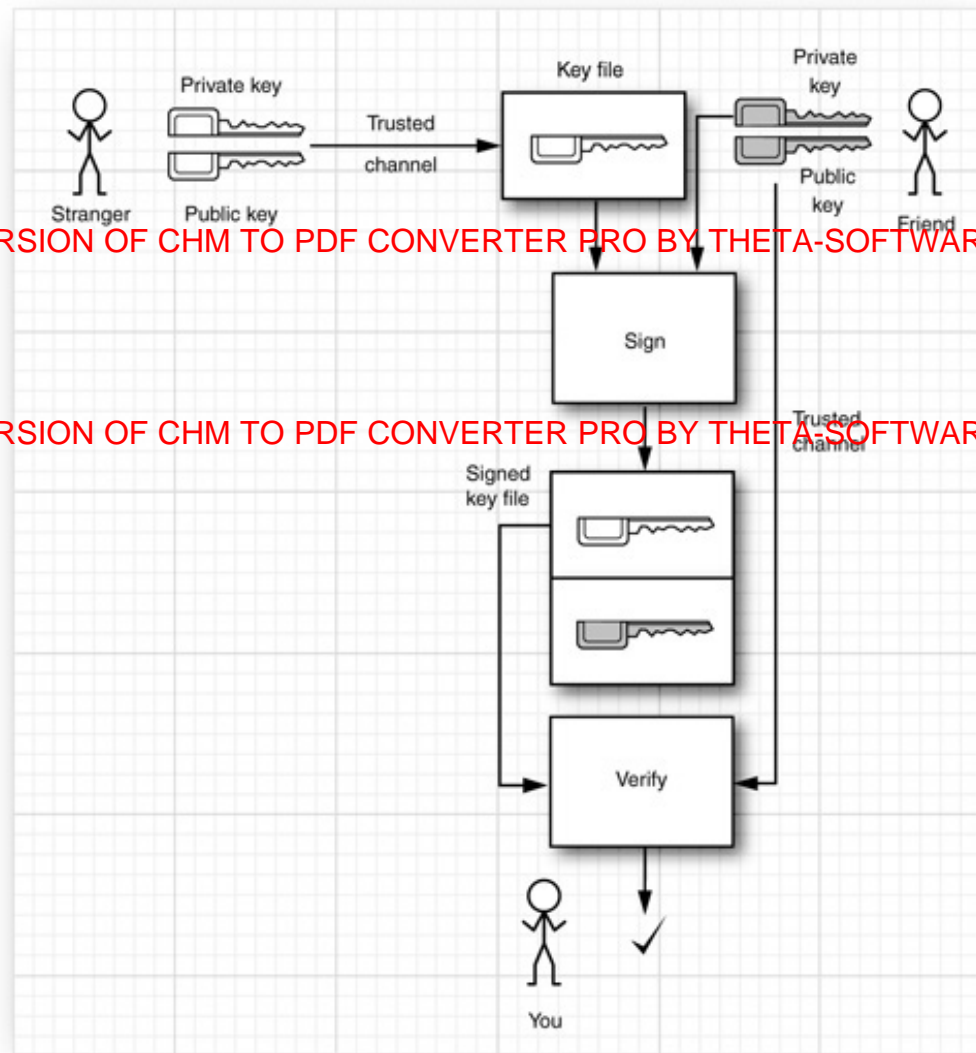 Key file
Private
key
Private key
Trusted
channel
Stranger
Public key
Public
key
Friend
RSION OF CHM TO PDF CONVERTER PRO BY THETA-SOFTWAR
Sign
Trusted
channel
RSION OF CHM TO PDF CONVERTER PRO BY THETA-SOFTWAR
Signed
key file
Verify
You